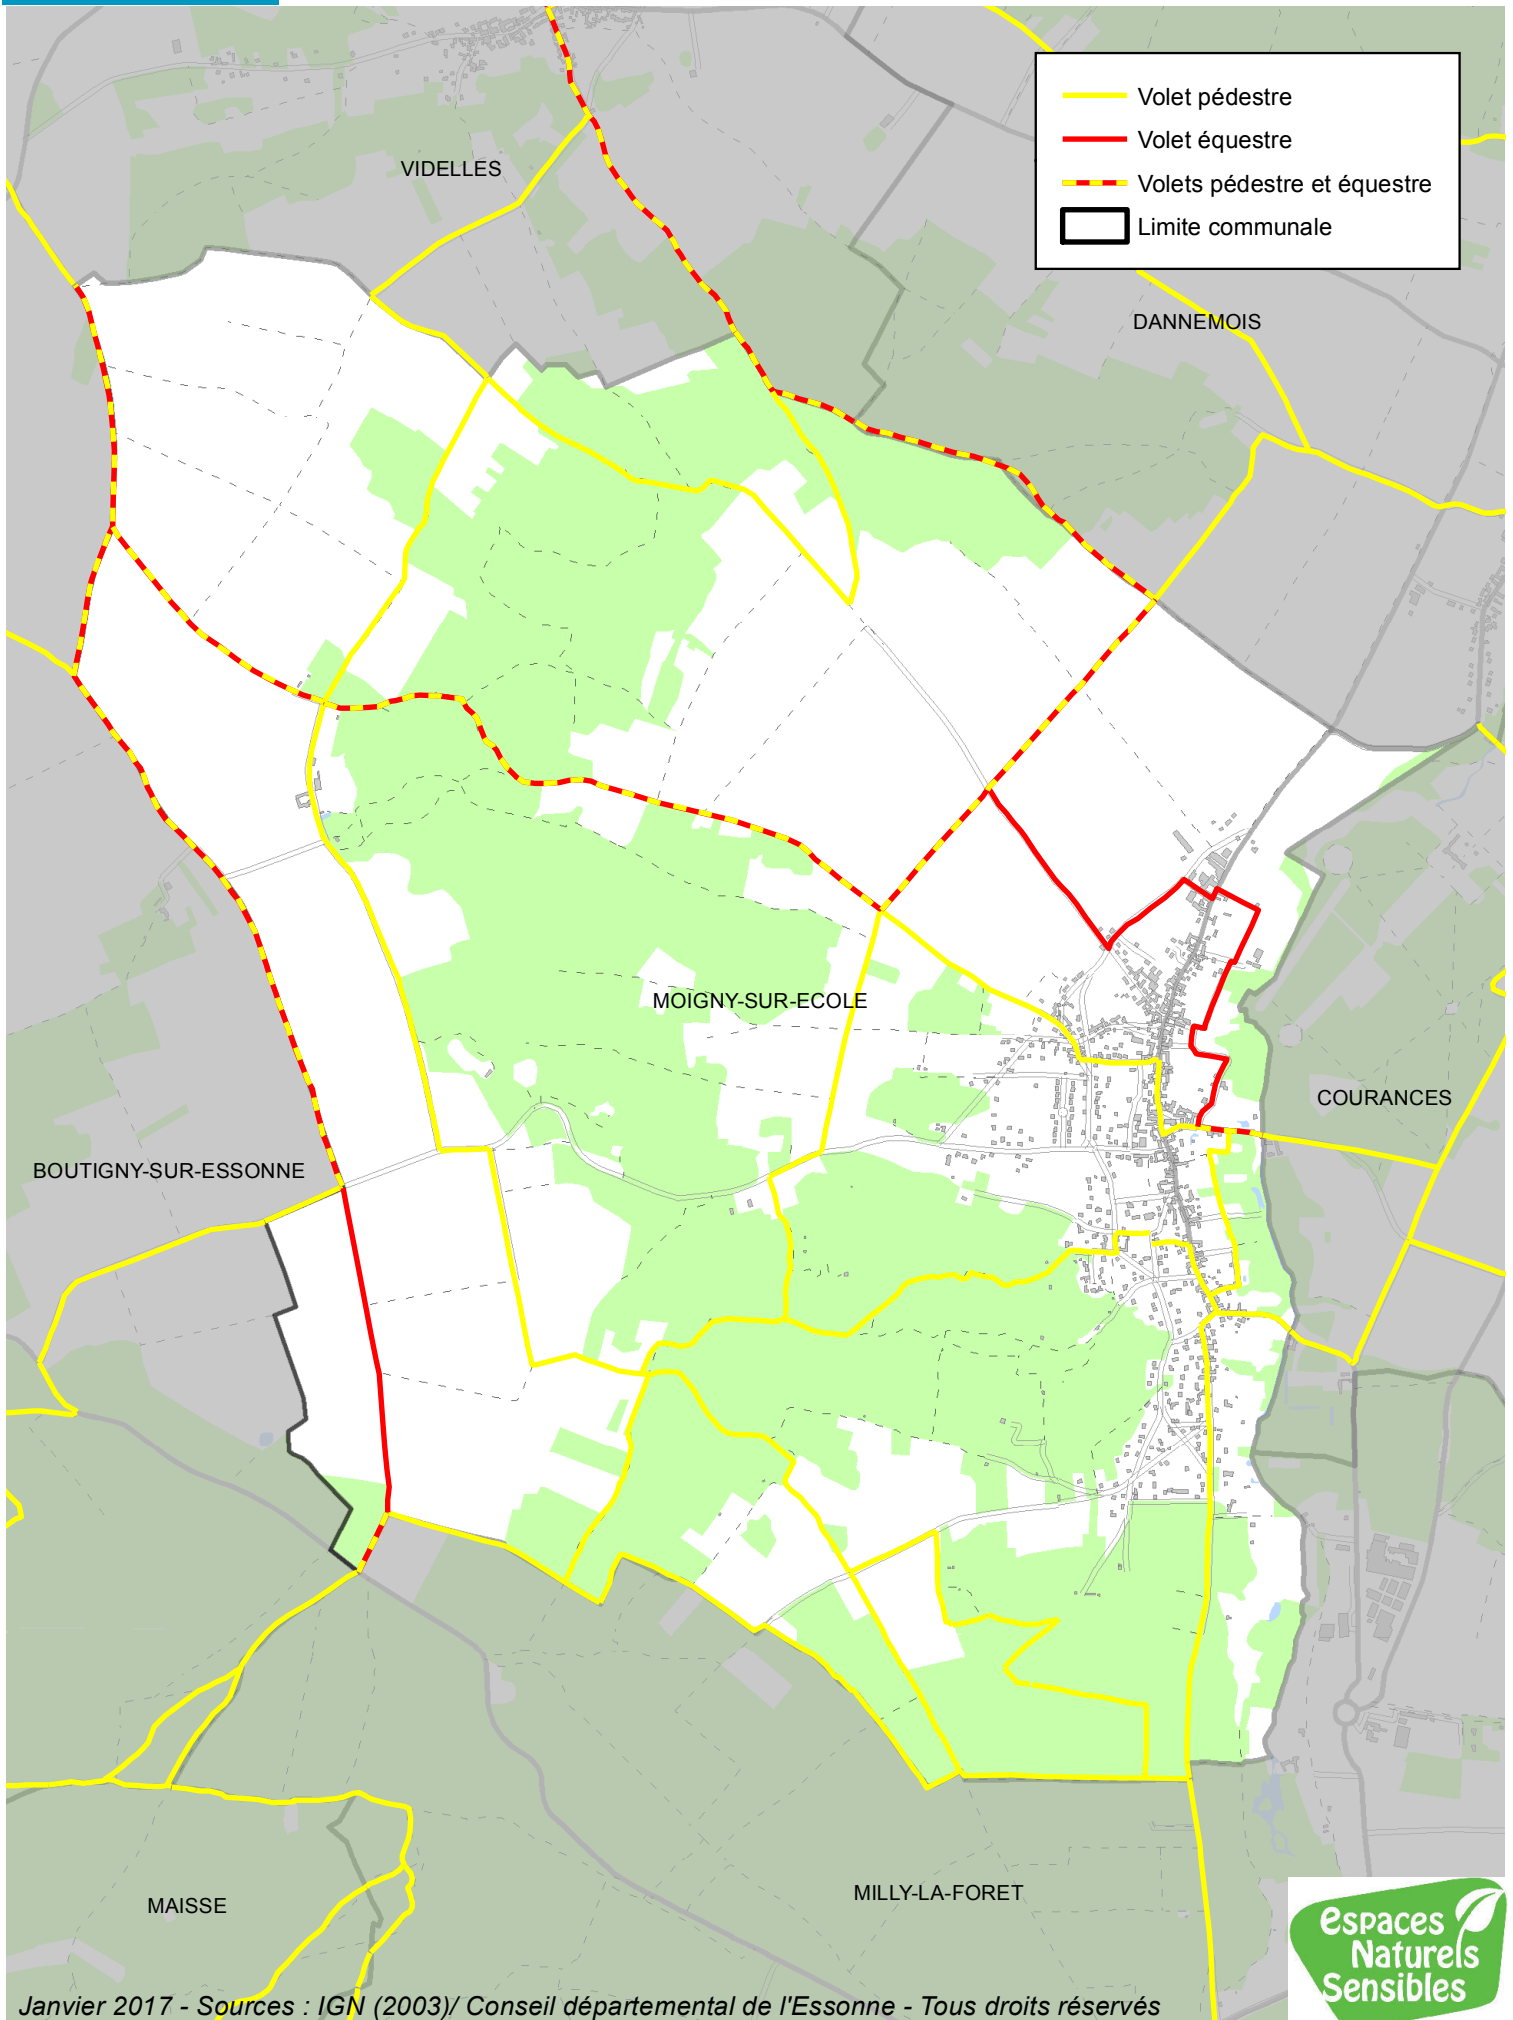 Volet pédestre
Volet équestre
Volets pédestre et équestre
Limite communale
VIDELLES
DANNEMOIS
MOIGNY-SUR-ECOLE
COURANCES
BOUTIGNY-SUR-ESSONNE
MAISSE
MILLY-LA-FORET
espaces
Naturels
Sensibles
Janvier 2017 - Sources : IGN (2003)/ Conseil départemental de l'Essonne - Tous droits réservés